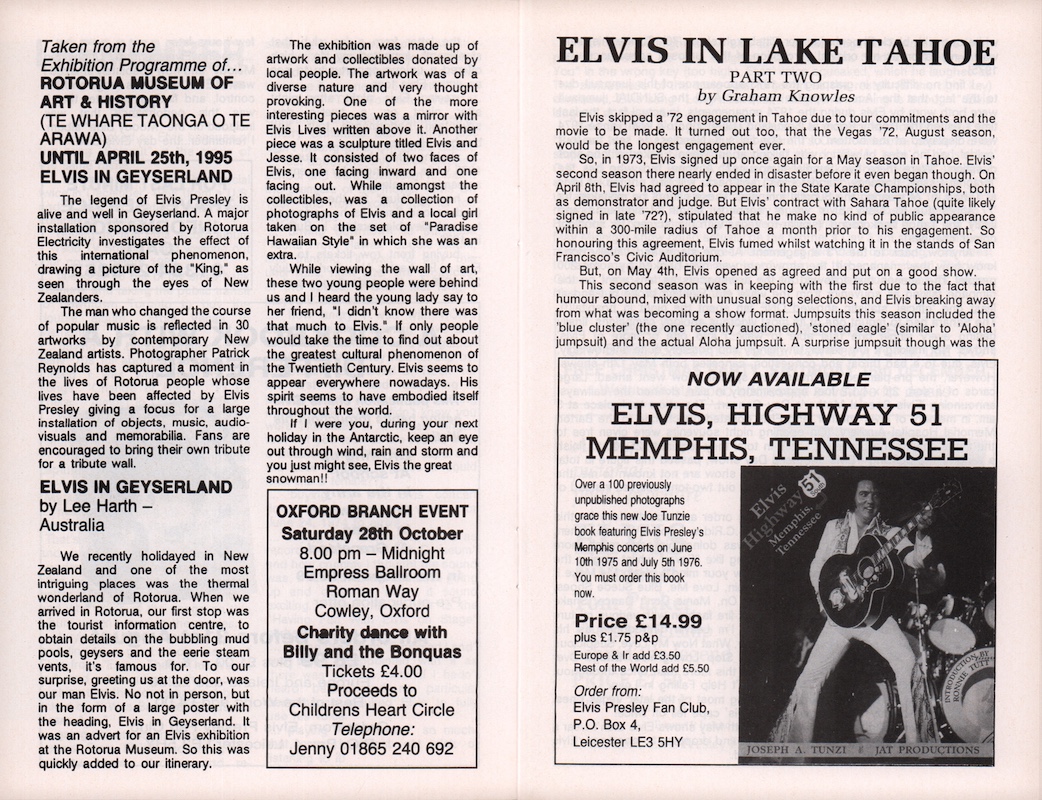 Taken from the
Exhibition Programme of...
ROTORUA MUSEUM OF
ART & HISTORY
(TE WHARE TAONGA O TE
ARAWA)
UNTIL APRIL 25th, 1995
ELVIS IN GEYSERLAND
The legend of Elvis Presley is
alive and well in Geyserland. A major
installation sponsored by Rotorua
Electricity investigates the effect of
this international phenomenon,
drawing a picture of the "King," as
seen through the eyes of New
Zealanders.
The man who changed the course
of popular music is reflected in 30
artworks by contemporary New
Zealand artists. Photographer Patrick
Reynolds has captured a moment in
the lives of Rotorua people whose
lives have been affected by Elvis
Presley giving a focus for a large
installation of objects, music, audio-
visuals and memorabilia. Fans are
encouraged to bring their own tribute
for a tribute wall.
ELVIS IN GEYSERLAND
by Lee Harth –
Australia
We recently holidayed in New
Zealand and one of the most
intriguing places was the thermal
wonderland of Rotorua. When we
arrived in Rotorua, our first stop was
the tourist information centre, to
obtain details on the bubbling mud
pools, geysers and the eerie steam
vents, it's famous for. To our
surprise, greeting us at the door, was
our man Elvis. No not in person, but
in the form of a large poster with
the heading, Elvis in Geyserland. It
was an advert for an Elvis exhibition
at the Rotorua Museum. So this was
quickly added to our itinerary.
The exhibition was made up of
artwork and collectibles donated by
local people. The artwork was of a
diverse nature and very thought
provoking. One of the more
interesting pieces was a mirror with
Elvis Lives written above it. Another
piece was a sculpture titled Elvis and
Jesse. It consisted of two faces of
Elvis, one facing inward and one
facing out. While amongst the
collectibles, was a collection of
photographs of Elvis and a local girl
taken on the set of "Paradise
Hawaiian Style" in which she was an
extra.
While viewing the wall of art,
these two young people were behind
us and I heard the young lady say to
her friend, "I didn't know there was
that much to Elvis." If only people
would take the time to find out about
the greatest cultural phenomenon of
the Twentieth Century. Elvis seems to
appear everywhere nowadays. His
spirit seems to have embodied itself
throughout the world.
If I were you, during your next
holiday in the Antarctic, keep an eye
out through wind, rain and storm and
you just might see, Elvis the great
snowman!!
OXFORD BRANCH EVENT
Saturday 28th October
8.00 pm – Midnight
Empress Ballroom
Roman Way
Cowley, Oxford
Charity dance with
Billy and the Bonquas
Tickets £4.00
Proceeds to
Childrens Heart Circle
Telephone:
Jenny 01865 240 692
ELVIS IN LAKE TAHOE
PART TWO
by Graham Knowles
Elvis skipped a '72 engagement in Tahoe due to tour commitments and the
movie to be made. It turned out too, that the Vegas '72, August season,
would be the longest engagement ever.
So, in 1973, Elvis signed up once again for a May season in Tahoe. Elvis'
second season there nearly ended in disaster before it even began though. On
April 8th, Elvis had agreed to appear in the State Karate Championships, both
as demonstrator and judge. But Elvis' contract with Sahara Tahoe (quite likely
signed in late '72?), stipulated that he make no kind of public appearance
within a 300-mile radius of Tahoe a month prior to his engagement. So
honouring this agreement, Elvis fumed whilst watching it in the stands of San
Francisco's Civic Auditorium.
But, on May 4th, Elvis opened as agreed and put on a good show.
This second season was in keeping with the first due to the fact that
humour abound, mixed with unusual song selections, and Elvis breaking away
from what was becoming a show format. Jumpsuits this season included the
'blue cluster' (the one recently auctioned), 'stoned eagle' (similar to 'Aloha'
jumpsuit) and the actual Aloha jumpsuit. A surprise jumpsuit though was the
NOW AVAILABLE
ELVIS, HIGHWAY 51
MEMPHIS, TENNESSEE
Over a 100 previously
unpublished photographs
grace this new Joe Tunzie
book featuring Elvis Presley's
Memphis concerts on June
10th 1975 and July 5th 1976.
You must order this book
now.
Price £14.99
plus £1.75 p&p
Europe & Ir add £3.50
Rest of the World add £5.50
Order from:
Elvis Presley Fan Club,
P.O. Box 4,
Leicester LE3 5HY
Elvis
Highway 51
Memphis,
Tennessee
INTRODUCTION BY
RONNIE TUTT
JOSEPH A. TUNZI JAT PRODUCTIONS